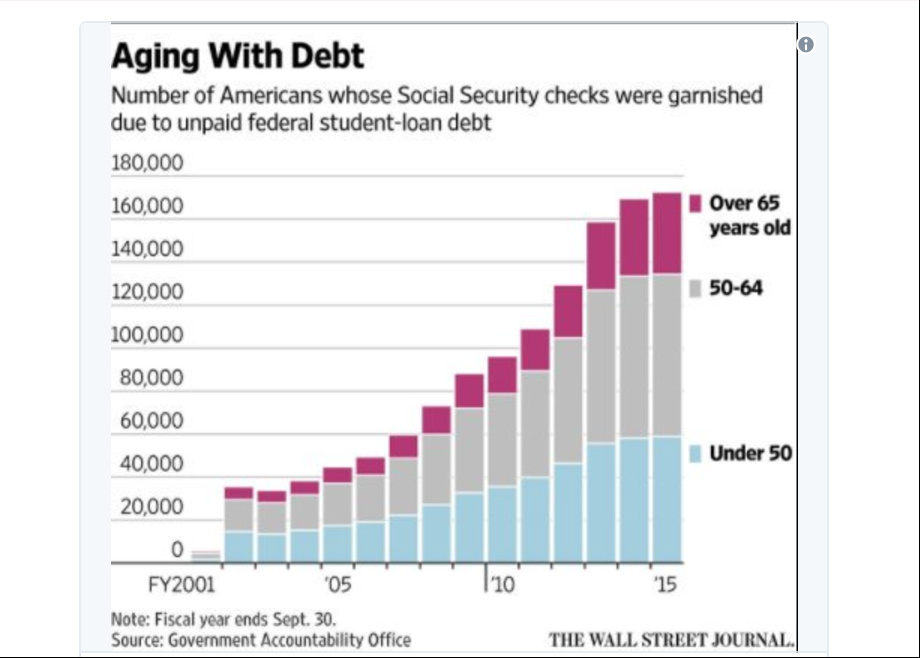 Aging With Debt
Number of Americans whose Social Security checks were garnished
due to unpaid federal student-loan debt
180,000
160,000
140,000
120,000
100,000
80,000
60,000
40,000
20,000
0
Over 65
years old
50-64
Under 50
FY2001 '05 '10 '15
Note: Fiscal year ends Sept. 30.
Source: Government Accountability Office
THE WALL STREET JOURNAL.